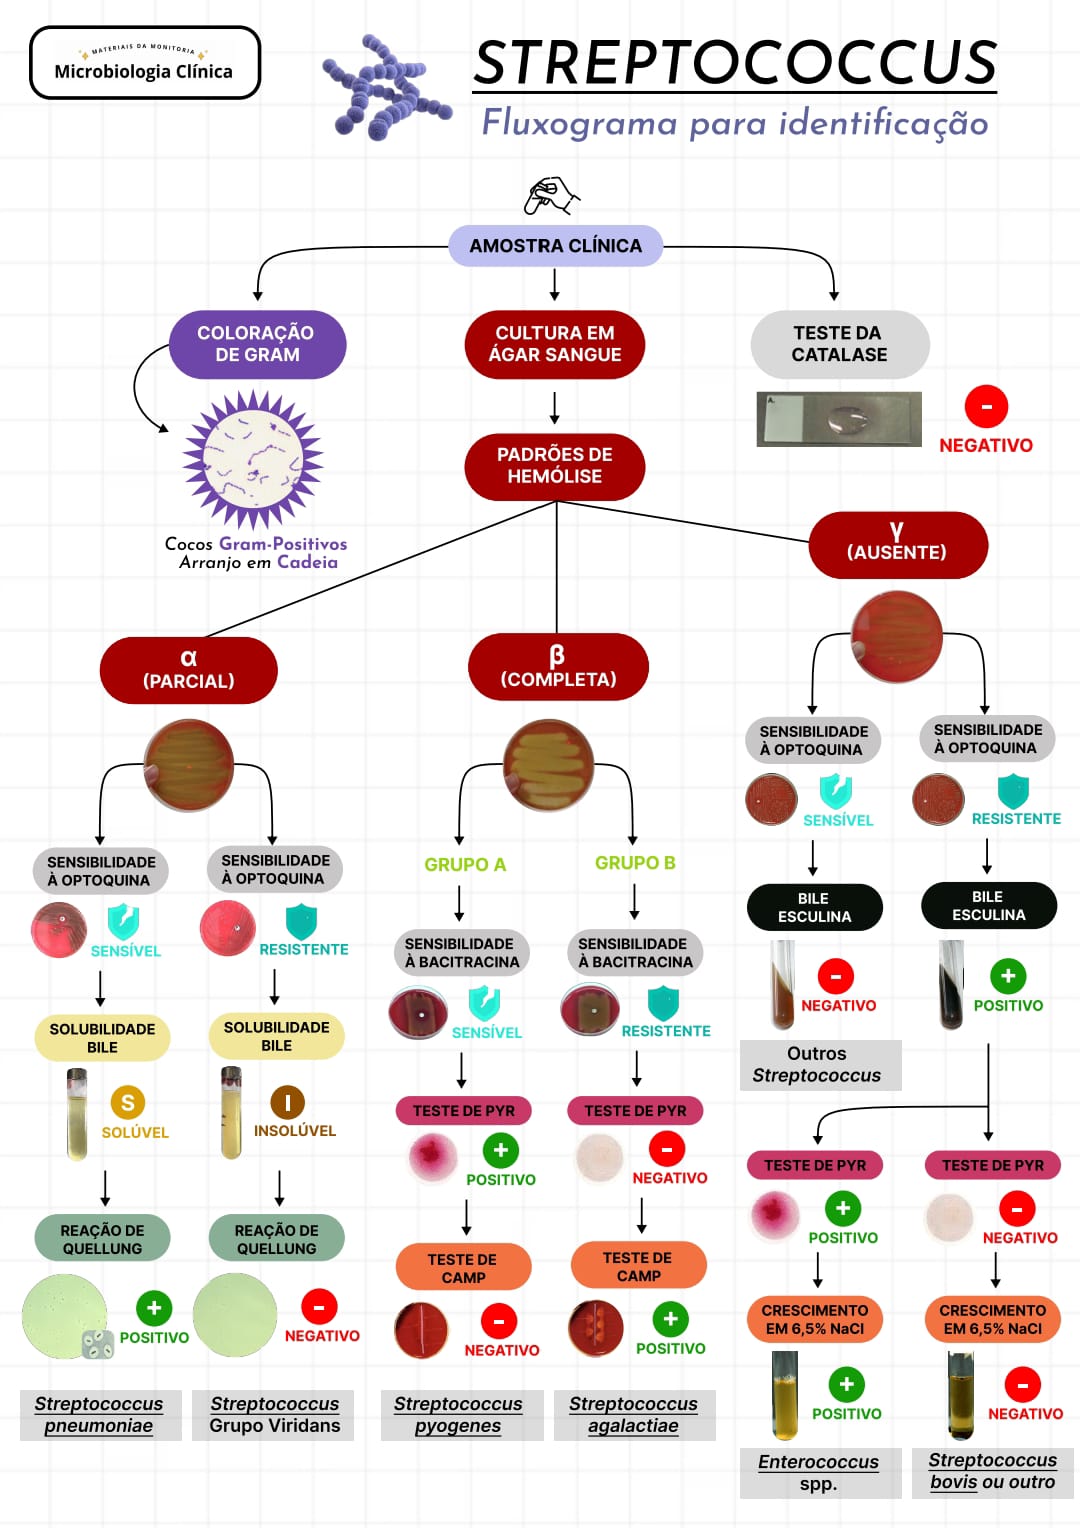 MATERIAIS DA MONITORIA
Microbiologia Clínica
STREPTOCOCCUS
Fluxograma para identificação
AMOSTRA CLÍNICA
COLORAÇÃO
DE GRAM
CULTURA EM
ÁGAR SANGUE
TESTE DA
CATALASE
A.
-
NEGATIVO
PADRÕES DE
HEMÓLISE
Cocos Gram-Positivos
Arranjo em Cadeia
γ
(AUSENTE)
α
(PARCIAL)
β
(COMPLETA)
SENSIBILIDADE
À OPTOQUINA
SENSÍVEL
SENSIBILIDADE
À OPTOQUINA
RESISTENTE
SENSIBILIDADE
À OPTOQUINA
SENSÍVEL
SENSIBILIDADE
À OPTOQUINA
RESISTENTE
GRUPO A
GRUPO B
BILE
ESCULINA
-
NEGATIVO
BILE
ESCULINA
+
POSITIVO
SENSIBILIDADE
À BACITRACINA
SENSÍVEL
SENSIBILIDADE
À BACITRACINA
RESISTENTE
SOLUBILIDADE
BILE
S
SOLÚVEL
SOLUBILIDADE
BILE
I
INSOLÚVEL
Outros
Streptococcus
TESTE DE PYR
+
POSITIVO
TESTE DE PYR
-
NEGATIVO
TESTE DE PYR
+
POSITIVO
TESTE DE PYR
-
NEGATIVO
REAÇÃO DE
QUELLUNG
+
POSITIVO
REAÇÃO DE
QUELLUNG
-
NEGATIVO
TESTE DE
CAMP
-
NEGATIVO
TESTE DE
CAMP
+
POSITIVO
CRESCIMENTO
EM 6,5% NaCl
+
POSITIVO
CRESCIMENTO
EM 6,5% NaCl
-
NEGATIVO
Streptococcus
pneumoniae
Streptococcus
Grupo Viridans
Streptococcus
pyogenes
Streptococcus
agalactiae
Enterococcus
spp.
Streptococcus
bovis ou outro